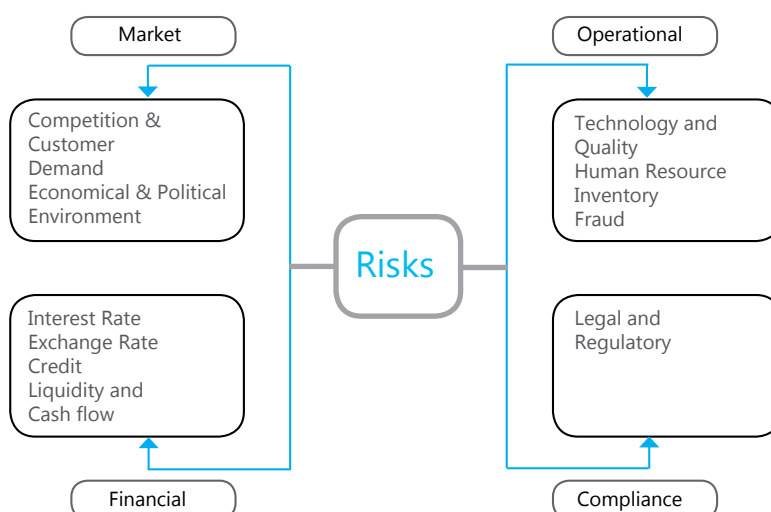 Market
Operational
Competition &
Customer
Demand
Economical & Political
Environment
Technology and
Quality
Human Resource
Inventory
Fraud
Risks
Interest Rate
Exchange Rate
Credit
Liquidity and
Cash flow
Legal and
Regulatory
Financial
Compliance